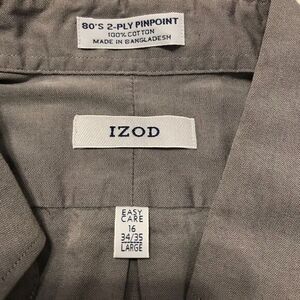 80'S 2-PLY PINPOINT
100% COTTON
MADE IN BANGLADESH
IZOD
EASY
CARE
16
34/35
LARGE